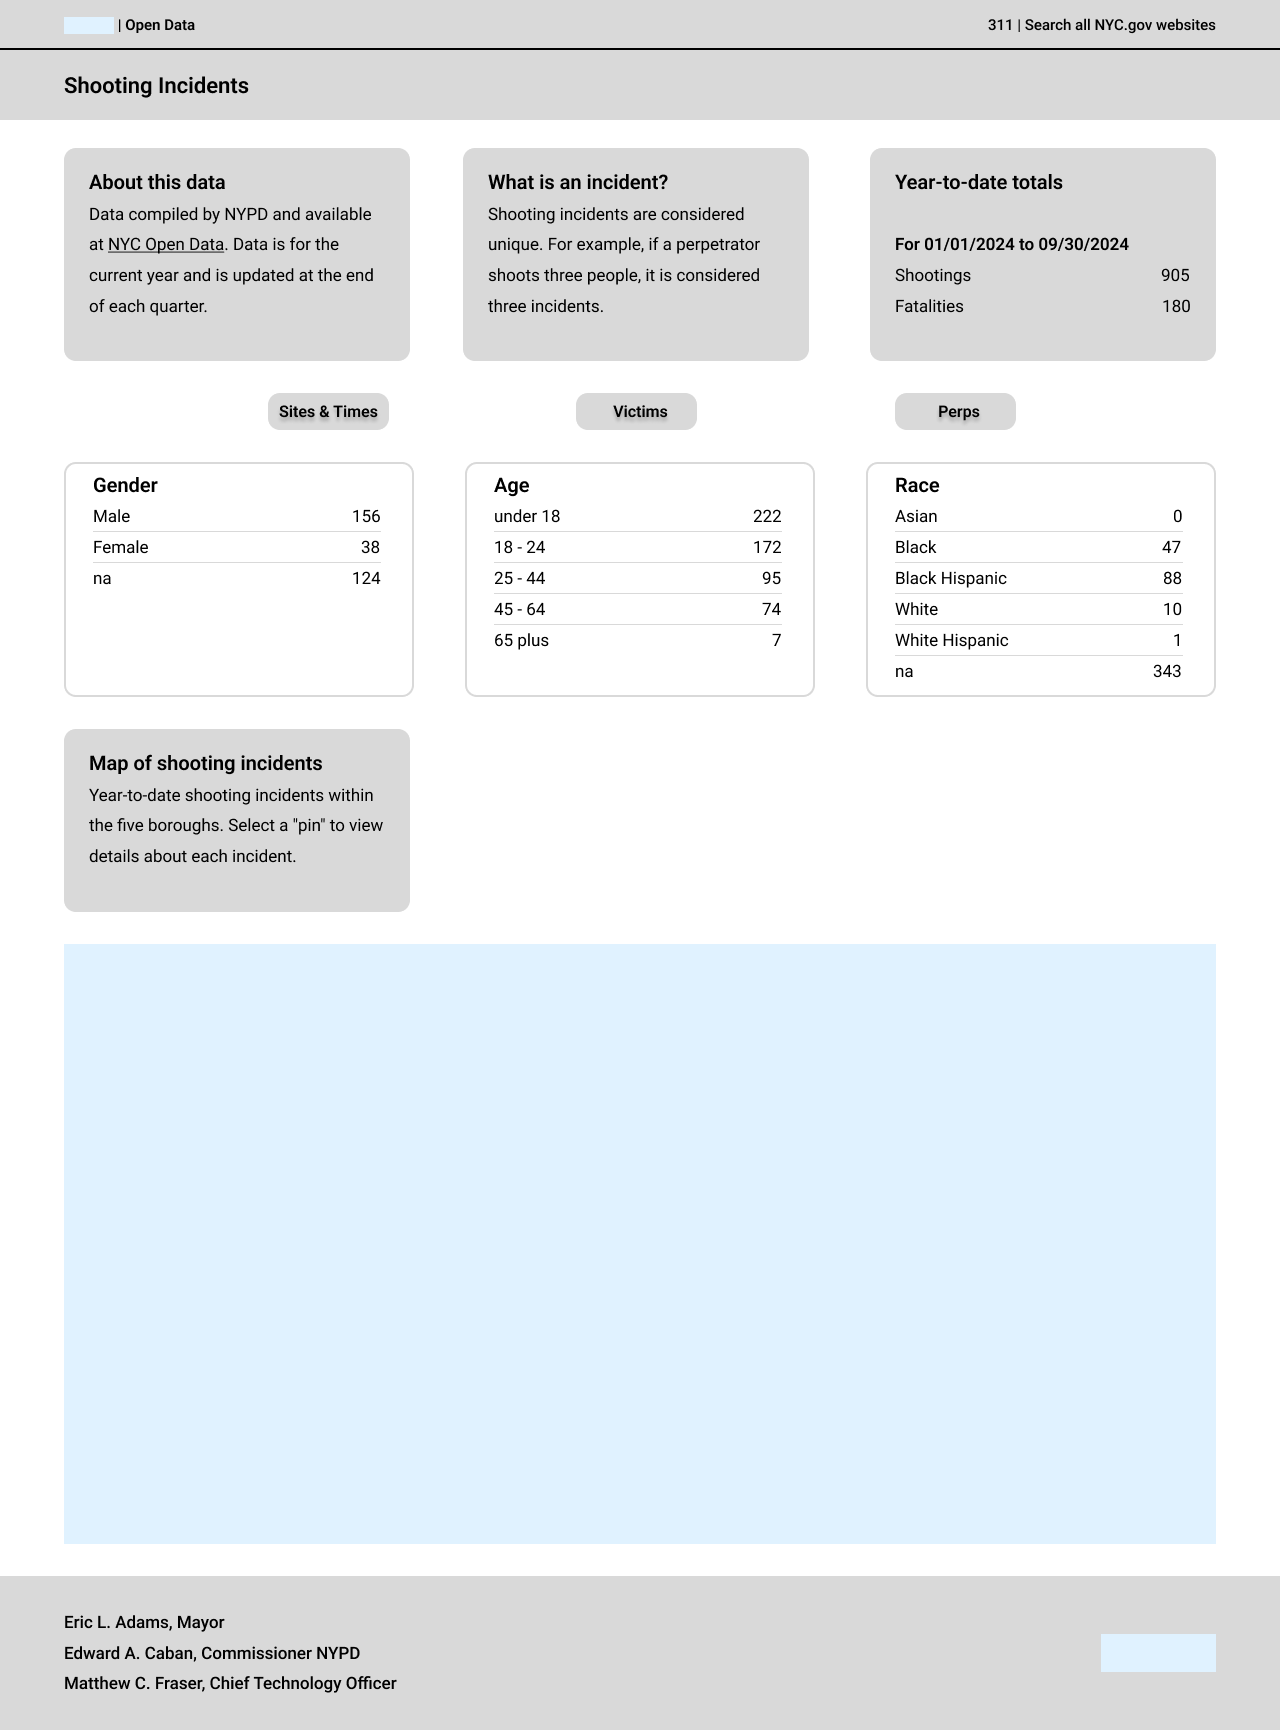 | Open Data
311 | Search all NYC.gov websites
Shooting Incidents
About this data
Data compiled by NYPD and available
at NYC Open Data. Data is for the
current year and is updated at the end
of each quarter.
What is an incident?
Shooting incidents are considered
unique. For example, if a perpetrator
shoots three people, it is considered
three incidents.
Year-to-date totals
For 01/01/2024 to 09/30/2024
Shootings 905
Fatalities 180
Sites & Times
Victims
Perps
Gender
Male 156
Female 38
na 124
Age
under 18 222
18 - 24 172
25 - 44 95
45 - 64 74
65 plus 7
Race
Asian 0
Black 47
Black Hispanic 88
White 10
White Hispanic 1
na 343
Map of shooting incidents
Year-to-date shooting incidents within
the five boroughs. Select a "pin" to view
details about each incident.
Eric L. Adams, Mayor
Edward A. Caban, Commissioner NYPD
Matthew C. Fraser, Chief Technology Officer